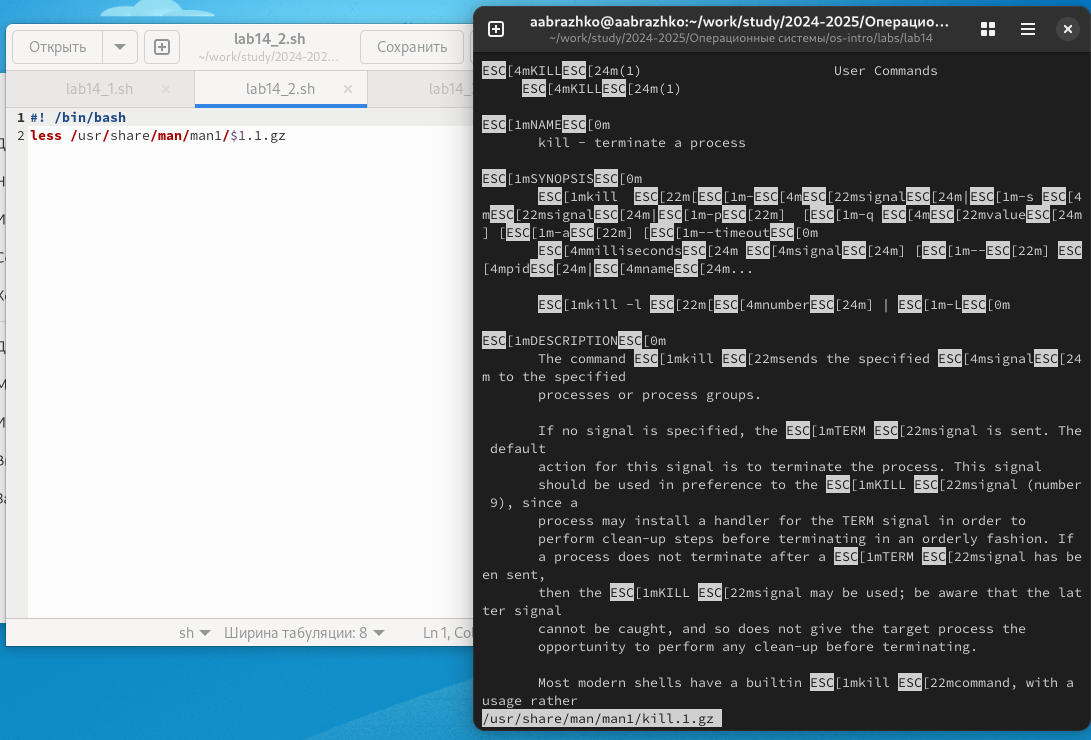 Открыть
lab14_2.sh
~/work/study/2024-202...
Сохранить
lab14_1.sh ×
lab14_2.sh ×
lab14_
1 #! /bin/bash
2 less /usr/share/man/man1/$1.1.gz
sh
Ширина табуляции: 8
Ln 1, Co
aabrazhko@aabrazhko:~/work/study/2024-2025/Операцио...
~/work/study/2024-2025/Операционные системы/os-intro/labs/lab14
ESC[4mKILLESC[24m(1) User Commands
ESC[4mKILLESC[24m(1)
ESC[1mNAMEESC[0m
kill - terminate a process
ESC[1mSYNOPSISESC[0m
ESC[1mkill ESC[22m[ESC[1m-ESC[4mESC[22msignalESC[24m|ESC[1m-s ESC[4
mESC[22msignalESC[24m|ESC[1m-pESC[22m] [ESC[1m-q ESC[4mESC[22mvalueESC[24m
] [ESC[1m-aESC[22m] [ESC[1m--timeoutESC[0m
ESC[4mmillisecondsESC[24m ESC[4msignalESC[24m] [ESC[1m--ESC[22m] ESC
[4mpidESC[24m|ESC[4mnameESC[24m...
ESC[1mkill -l ESC[22m[ESC[4mnumberESC[24m] | ESC[1m-LESC[0m
ESC[1mDESCRIPTIONESC[0m
The command ESC[1mkill ESC[22msends the specified ESC[4msignalESC[24
m to the specified
processes or process groups.
If no signal is specified, the ESC[1mTERM ESC[22msignal is sent. The
default
action for this signal is to terminate the process. This signal
should be used in preference to the ESC[1mKILL ESC[22msignal (number
9), since a
process may install a handler for the TERM signal in order to
perform clean-up steps before terminating in an orderly fashion. If
a process does not terminate after a ESC[1mTERM ESC[22msignal has be
en sent,
then the ESC[1mKILL ESC[22msignal may be used; be aware that the lat
ter signal
cannot be caught, and so does not give the target process the
opportunity to perform any clean-up before terminating.
Most modern shells have a builtin ESC[1mkill ESC[22mcommand, with a
usage rather
/usr/share/man/man1/kill.1.gz